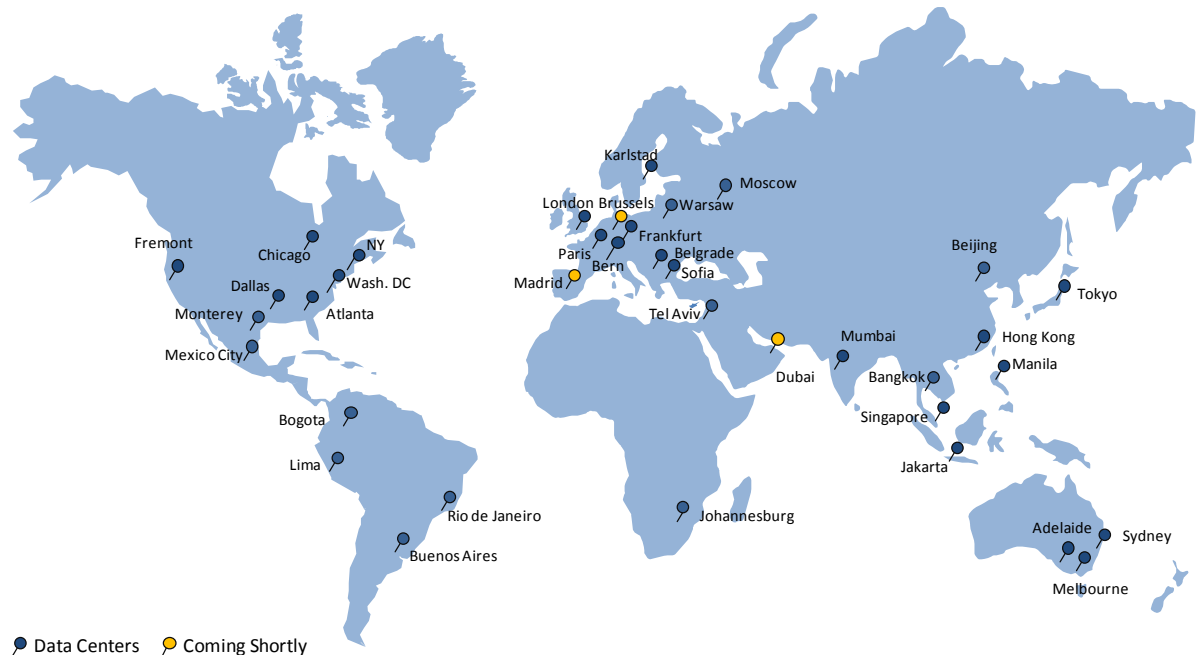 Karlstad
Moscow
London Brussels
Warsaw
Fremont
Chicago
NY
Paris
Frankfurt
Belgrade
Beijing
Bern
Sofia
Madrid
Wash. DC
Dallas
Tokyo
Monterey
Atlanta
Tel Aviv
Mumbai
Hong Kong
Mexico City
Dubai
Bangkok
Manila
Bogota
Singapore
Lima
Jakarta
Rio de Janeiro
Johannesburg
Adelaide
Sydney
Buenos Aires
Melbourne
Data Centers
Coming Shortly